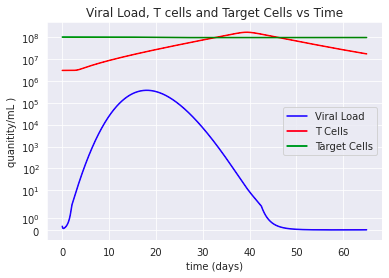 Viral Load, T cells and Target Cells vs Time
quanitity/mL )
10^8
10^7
10^6
10^5
10^4
10^3
10^2
10^1
10^0
0
Viral Load
T Cells
Target Cells
0 10 20 30 40 50 60
time (days)